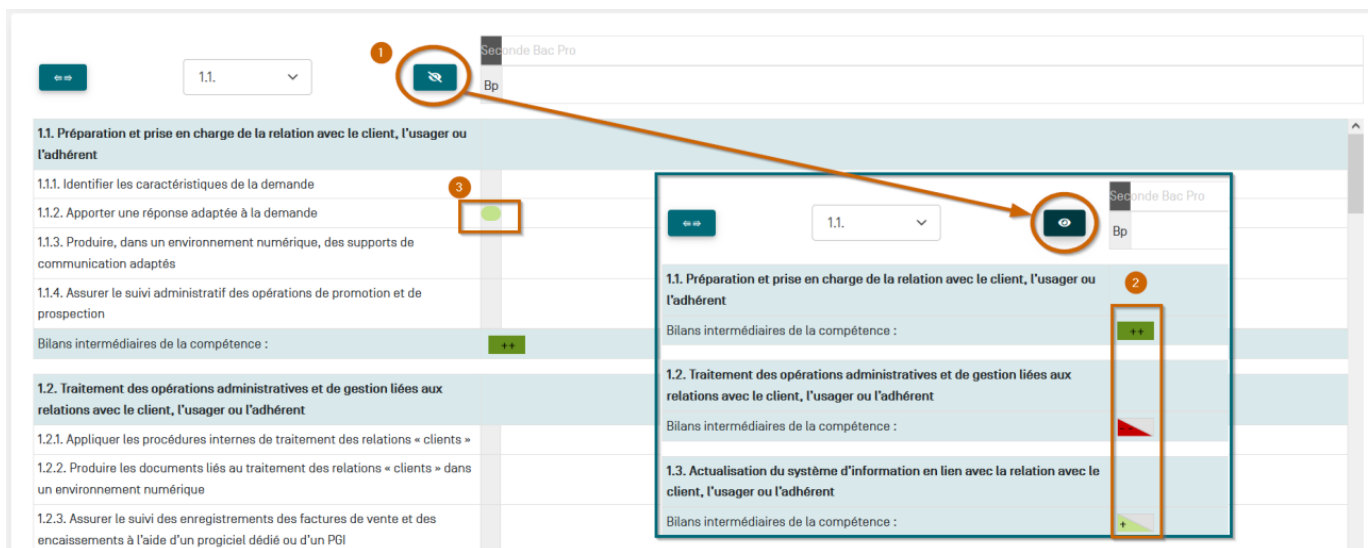 1
Seconde Bac Pro
⇐⇒
1.1.
Bp
1.1. Préparation et prise en charge de la relation avec le client, l'usager ou
l'adhérent
1.1.1. Identifier les caractéristiques de la demande
3
1.1.2. Apporter une réponse adaptée à la demande
1.1.3. Produire, dans un environnement numérique, des supports de
communication adaptés
1.1.4. Assurer le suivi administratif des opérations de promotion et de
prospection
Bilans intermédiaires de la compétence :
++
1.2. Traitement des opérations administratives et de gestion liées aux
relations avec le client, l'usager ou l'adhérent
1.2.1. Appliquer les procédures internes de traitement des relations « clients »
1.2.2. Produire les documents liés au traitement des relations « clients » dans
un environnement numérique
1.2.3. Assurer le suivi des enregistrements des factures de vente et des
encaissements à l'aide d'un progiciel dédié ou d'un PGI
Seconde Bac Pro
⇐⇒
1.1.
Bp
1.1. Préparation et prise en charge de la relation avec le client, l'usager ou
l'adhérent
2
Bilans intermédiaires de la compétence :
++
1.2. Traitement des opérations administratives et de gestion liées aux
relations avec le client, l'usager ou l'adhérent
Bilans intermédiaires de la compétence :
--
1.3. Actualisation du système d'information en lien avec la relation avec le
client, l'usager ou l'adhérent
Bilans intermédiaires de la compétence :
+